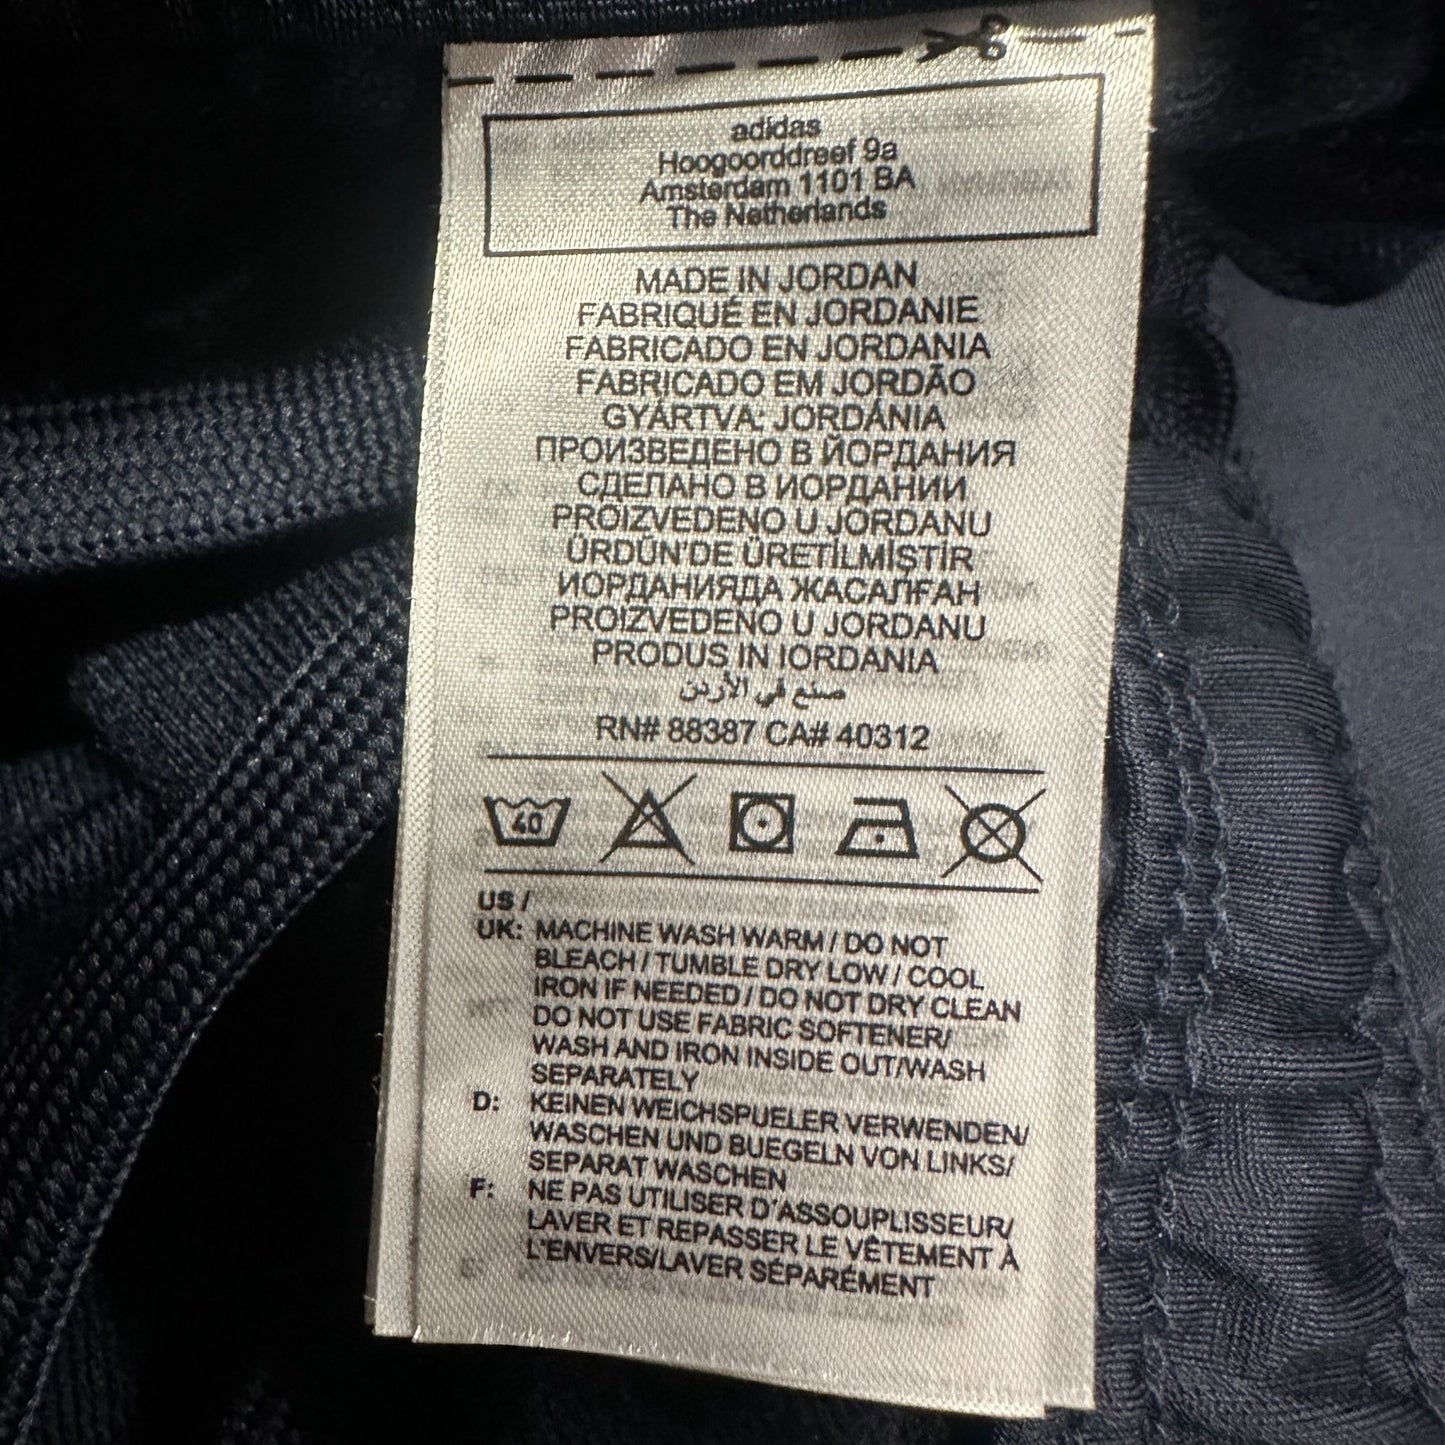 adidas
Hoogoorddreef 9a
Amsterdam 1101 BA
The Netherlands
MADE IN JORDAN
FABRIQUÉ EN JORDANIE
FABRICADO EN JORDANIA
FABRICADO EM JORDÃO
GYÁRTVA: JORDÁNIA
ПРОИЗВЕДЕНО В ЙОРДАНИЯ
СДЕЛАНО В ИОРДАНИИ
PROIZVEDENO U JORDANU
ÜRDÜN'DE ÜRETİLMİŞTİR
ИОРДАНИЯДА ЖАСАЛҒАН
PROIZVEDENO U JORDANU
PRODUS IN IORDANIA
صنع في الأردن
RN# 88387 CA# 40312
40
US /
UK: MACHINE WASH WARM / DO NOT
BLEACH / TUMBLE DRY LOW / COOL
IRON IF NEEDED / DO NOT DRY CLEAN
DO NOT USE FABRIC SOFTENER/
WASH AND IRON INSIDE OUT/WASH
SEPARATELY
D: KEINEN WEICHSPUELER VERWENDEN/
WASCHEN UND BUEGELN VON LINKS/
SEPARAT WASCHEN
F: NE PAS UTILISER D'ASSOUPLISSEUR/
LAVER ET REPASSER LE VÊTEMENT À
L'ENVERS/LAVER SÉPARÉMENT